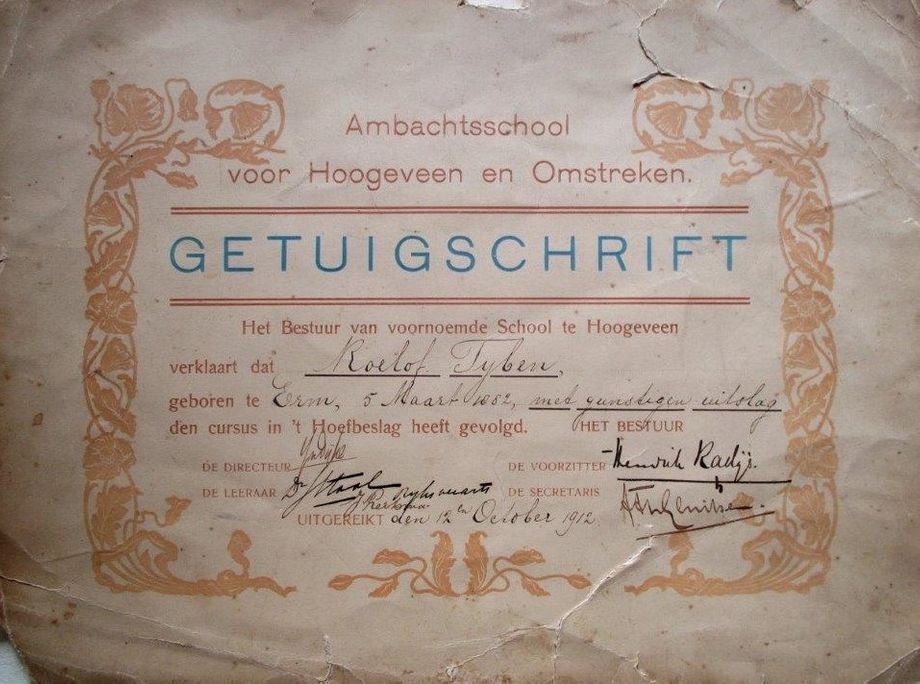 Ambachtsschool
voor Hoogeveen en Omstreken.
GETUIGSCHRIFT
Het Bestuur van voornoemde School te Hoogeveen
verklaart dat Roelof Tyben,
geboren te Erm, 5 Maart 1882, met gunstigen uitslag
den cursus in 't Hoefbeslag heeft gevolgd. HET BESTUUR
DE DIRECTEUR DE VOORZITTER Hendrik Radijs.
DE LEERAAR Dr DE SECRETARIS
UITGEREIKT den 12en October 1912.